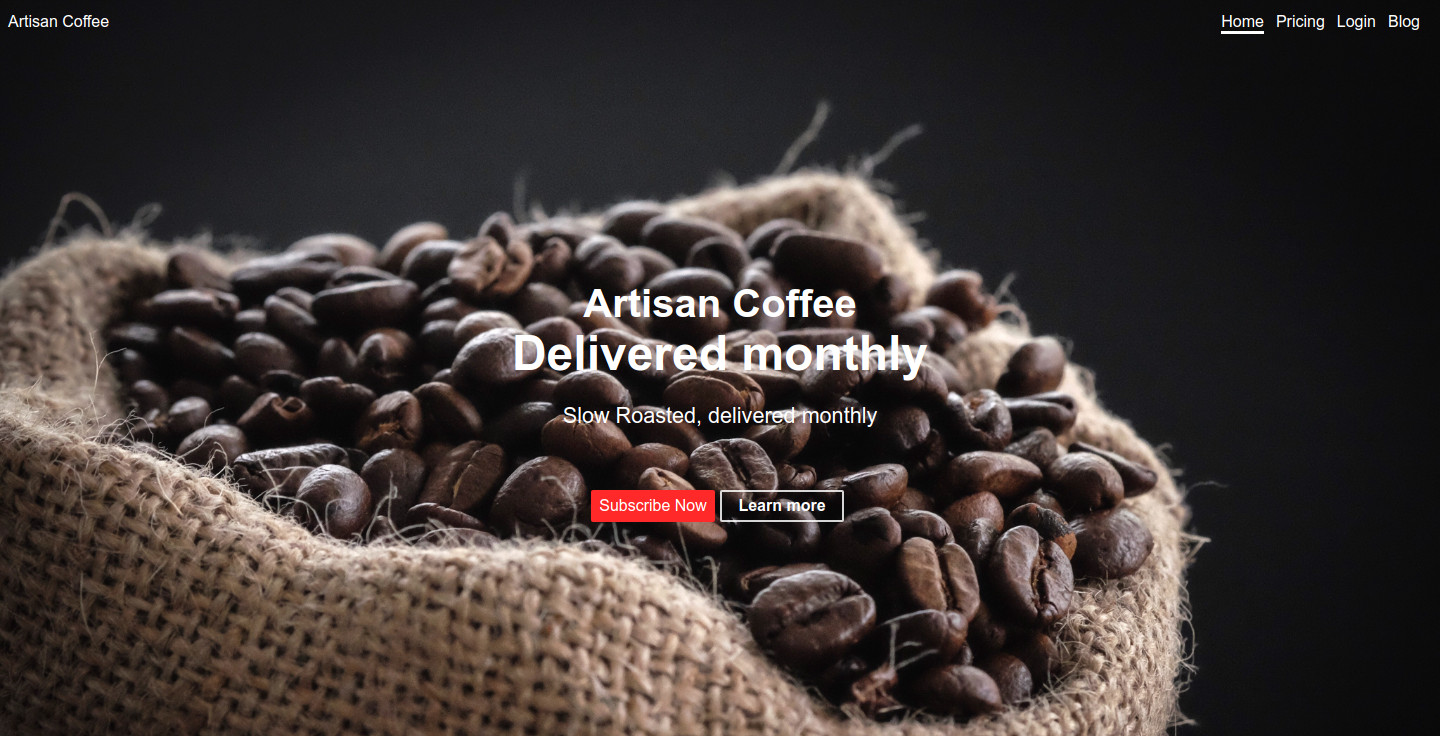 Artisan Coffee
Home Pricing Login Blog
Artisan Coffee
Delivered monthly
Slow Roasted, delivered monthly
Subscribe Now
Learn more